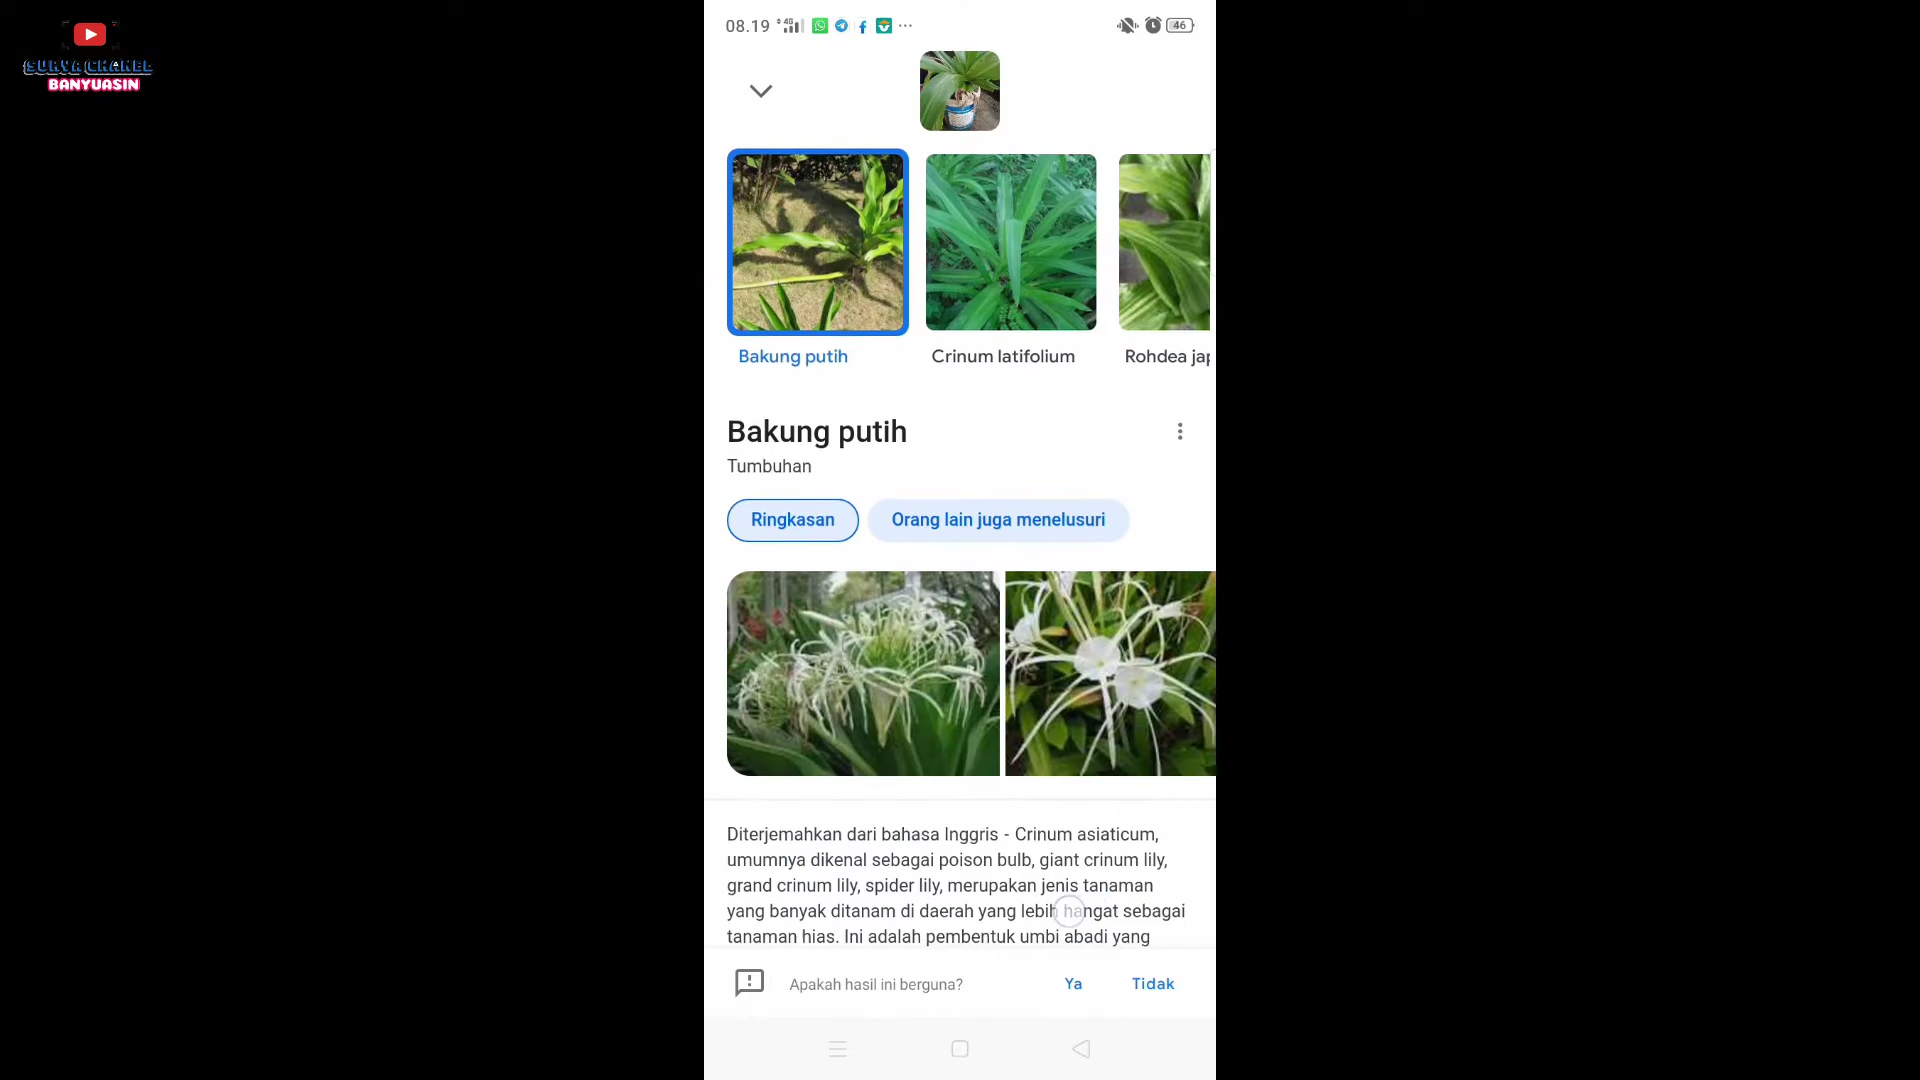 SURYA CHANEL
BANYUASIN
08.19 4G 46
Bakung putih
Crinum latifolium
Rohdea jap
Bakung putih
Tumbuhan
Ringkasan
Orang lain juga menelusuri
Diterjemahkan dari bahasa Inggris - Crinum asiaticum,
umumnya dikenal sebagai poison bulb, giant crinum lily,
grand crinum lily, spider lily, merupakan jenis tanaman
yang banyak ditanam di daerah yang lebih hangat sebagai
tanaman hias. Ini adalah pembentuk umbi abadi yang
Apakah hasil ini berguna? Ya Tidak